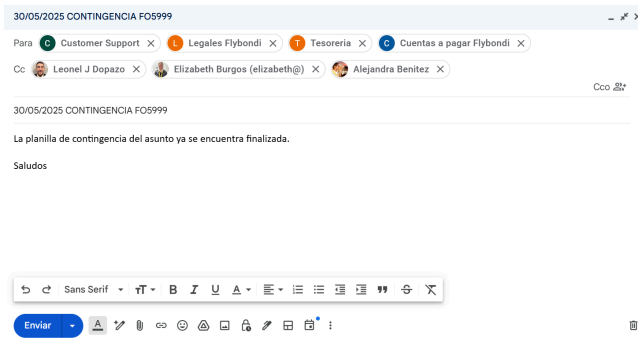 30/05/2025 CONTINGENCIA FO5999
Para C Customer Support L Legales Flybondi T Tesoreria C Cuentas a pagar Flybondi
Cc Leonel J Dopazo Elizabeth Burgos (elizabeth@) Alejandra Benitez
Cco
30/05/2025 CONTINGENCIA FO5999
La planilla de contingencia del asunto ya se encuentra finalizada.
Saludos
Sans Serif TT B I U A S
Enviar A